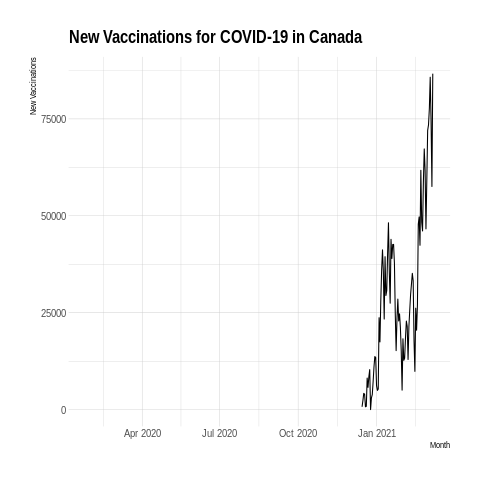 New Vaccinations for COVID-19 in Canada
New Vaccinations
75000
50000
25000
0
Apr 2020
Jul 2020
Oct 2020
Jan 2021
Month